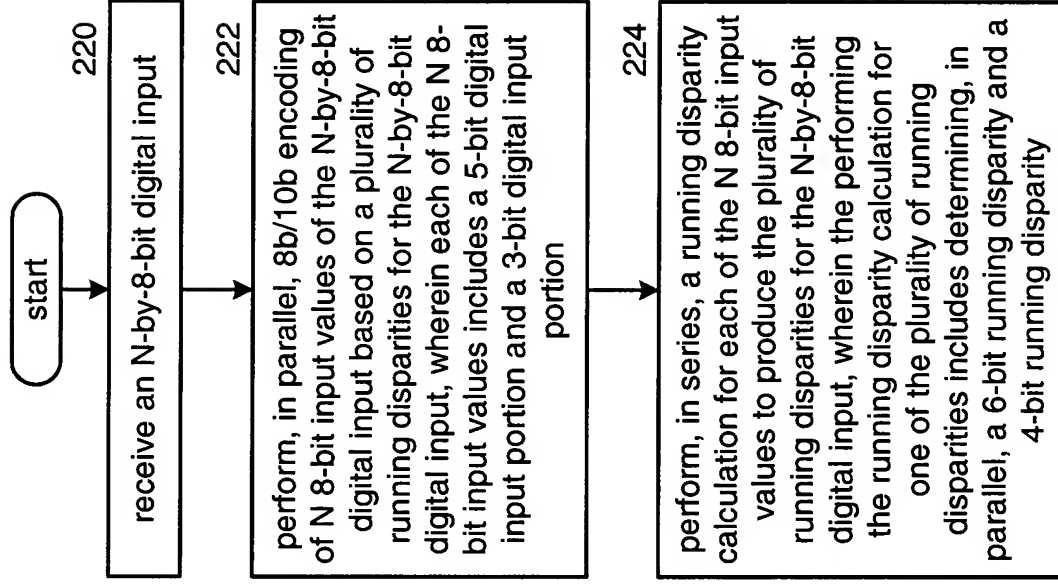 start
220
receive an N-by-8-bit digital input
222
perform, in parallel, 8b/10b encoding
of N 8-bit input values of the N-by-8-bit
digital input based on a plurality of
running disparities for the N-by-8-bit
digital input, wherein each of the N 8-
bit input values includes a 5-bit digital
input portion and a 3-bit digital input
portion
224
perform, in series, a running disparity
calculation for each of the N 8-bit input
values to produce the plurality of
running disparities for the N-by-8-bit
digital input, wherein the performing
the running disparity calculation for
one of the plurality of running
disparities includes determining, in
parallel, a 6-bit running disparity and a
4-bit running disparity